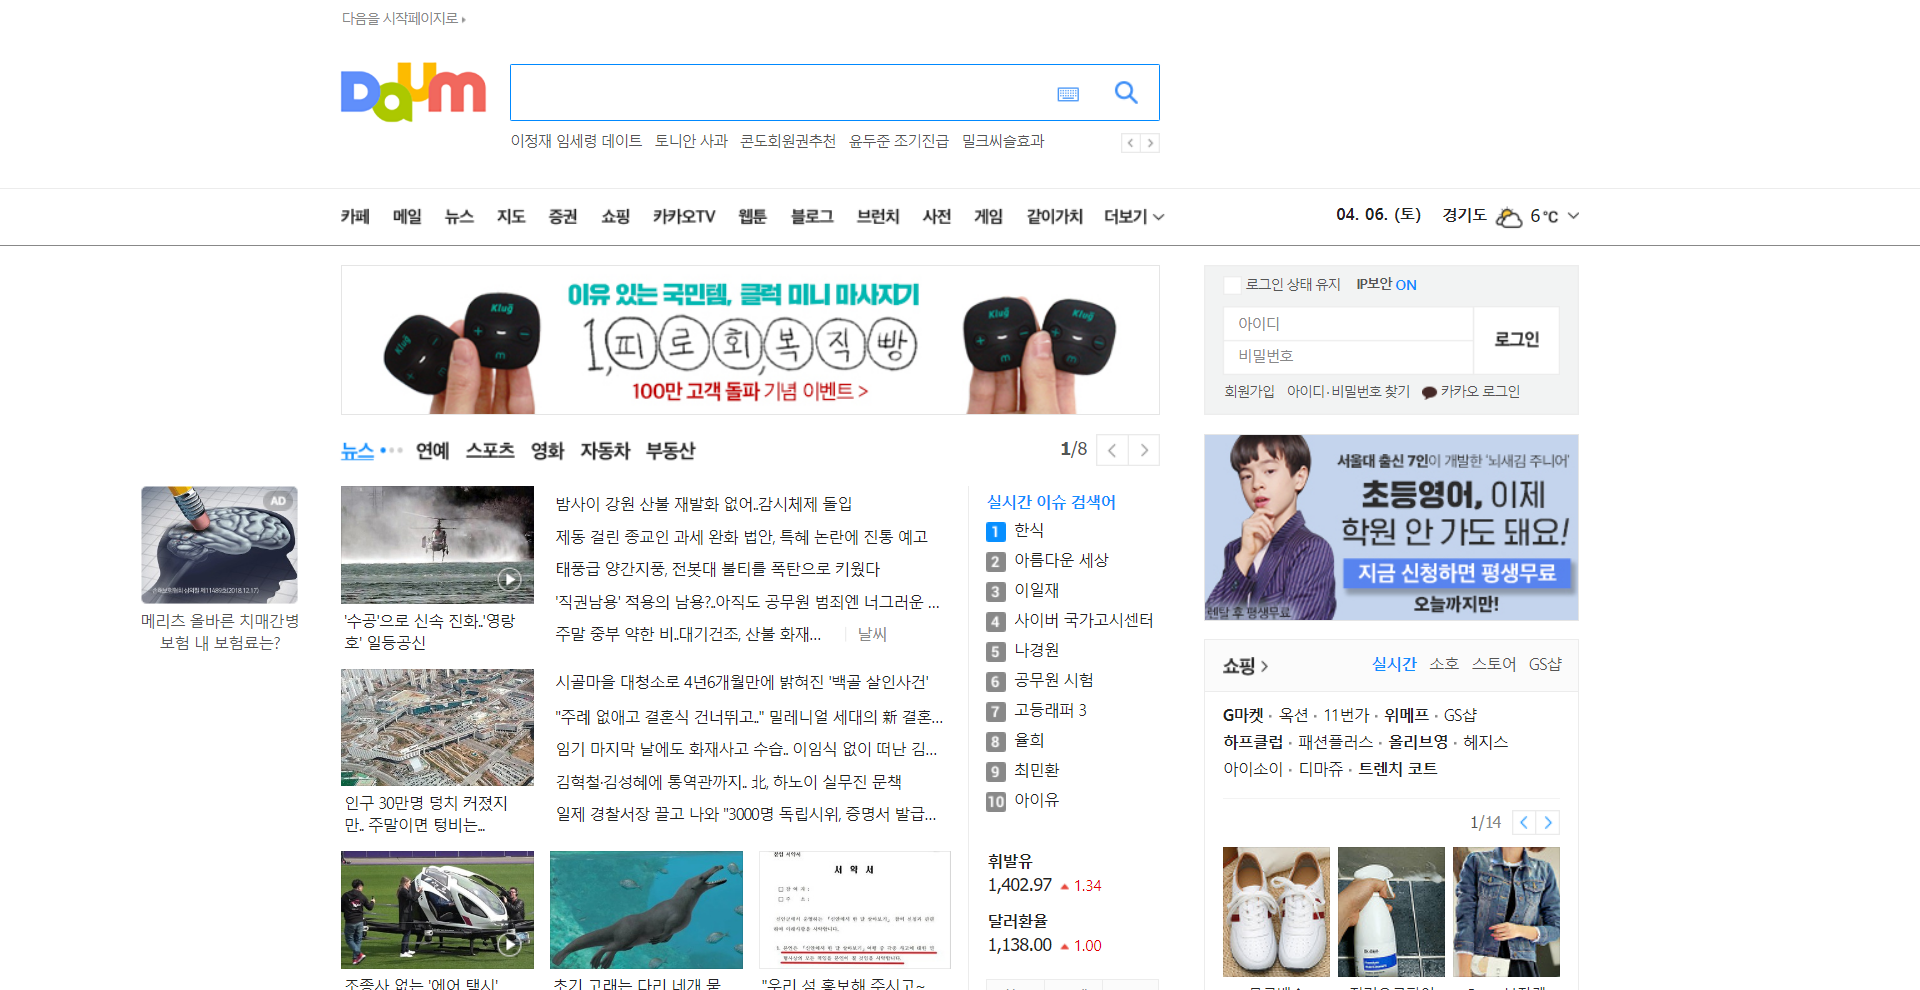 다음을 시작페이지로
Daum
이정재 임세령 데이트 토니안 사과 콘도회원권추천 윤두준 조기진급 밀크씨슬효과
카페 메일 뉴스 지도 증권 쇼핑 카카오TV 웹툰 블로그 브런치 사전 게임 같이가치 더보기
04. 06. (토) 경기도 6°C
이유 있는 국민템, 클럭 미니 마사지기
1,피로회,복직빵
100만 고객 돌파 기념 이벤트 >
Klug
Klug
Klug
Klug
로그인 상태 유지 IP보안 ON
아이디
비밀번호
로그인
회원가입 아이디·비밀번호 찾기 카카오 로그인
뉴스 연예 스포츠 영화 자동차 부동산
1/8
AD
메리츠 올바른 치매간병
보험 내 보험료는?
'수공'으로 신속 진화..'영랑
호' 일등공신
밤사이 강원 산불 재발화 없어..감시체제 돌입
제동 걸린 종교인 과세 완화 법안, 특혜 논란에 진통 예고
태풍급 양간지풍, 전봇대 불티를 폭탄으로 키웠다
'직권남용' 적용의 남용?..아직도 공무원 범죄엔 너그러운 ...
주말 중부 약한 비..대기건조, 산불 화재... 날씨
인구 30만명 덩치 커졌지
만.. 주말이면 텅비는...
시골마을 대청소로 4년6개월만에 밝혀진 '백골 살인사건'
"주례 없애고 결혼식 건너뛰고.." 밀레니얼 세대의 新 결혼...
임기 마지막 날에도 화재사고 수습.. 이임식 없이 떠난 김...
김혁철·김성혜에 통역관까지.. 北, 하노이 실무진 문책
일제 경찰서장 끌고 나와 "3000명 독립시위, 증명서 발급...
조종사 없는 '에어 택시'
초기 고래는 다리 네개 물
서 약 서
"우리 섬 홍보해 주시고~
실시간 이슈 검색어
1 한식
2 아름다운 세상
3 이일재
4 사이버 국가고시센터
5 나경원
6 공무원 시험
7 고등래퍼 3
8 율희
9 최민환
10 아이유
휘발유
1,402.97 1.34
달러환율
1,138.00 1.00
서울대 출신 7인이 개발한 '뇌새김 주니어'
초등영어, 이제
학원 안 가도 돼요!
지금 신청하면 평생무료
오늘까지만!
렌탈 후 평생무료
쇼핑 실시간 소호 스토어 GS샵
G마켓 · 옥션 · 11번가 · 위메프 · GS샵
하프클럽 · 패션플러스 · 올리브영 · 헤지스
아이소이 · 디마쥬 · 트렌치 코트
1/14